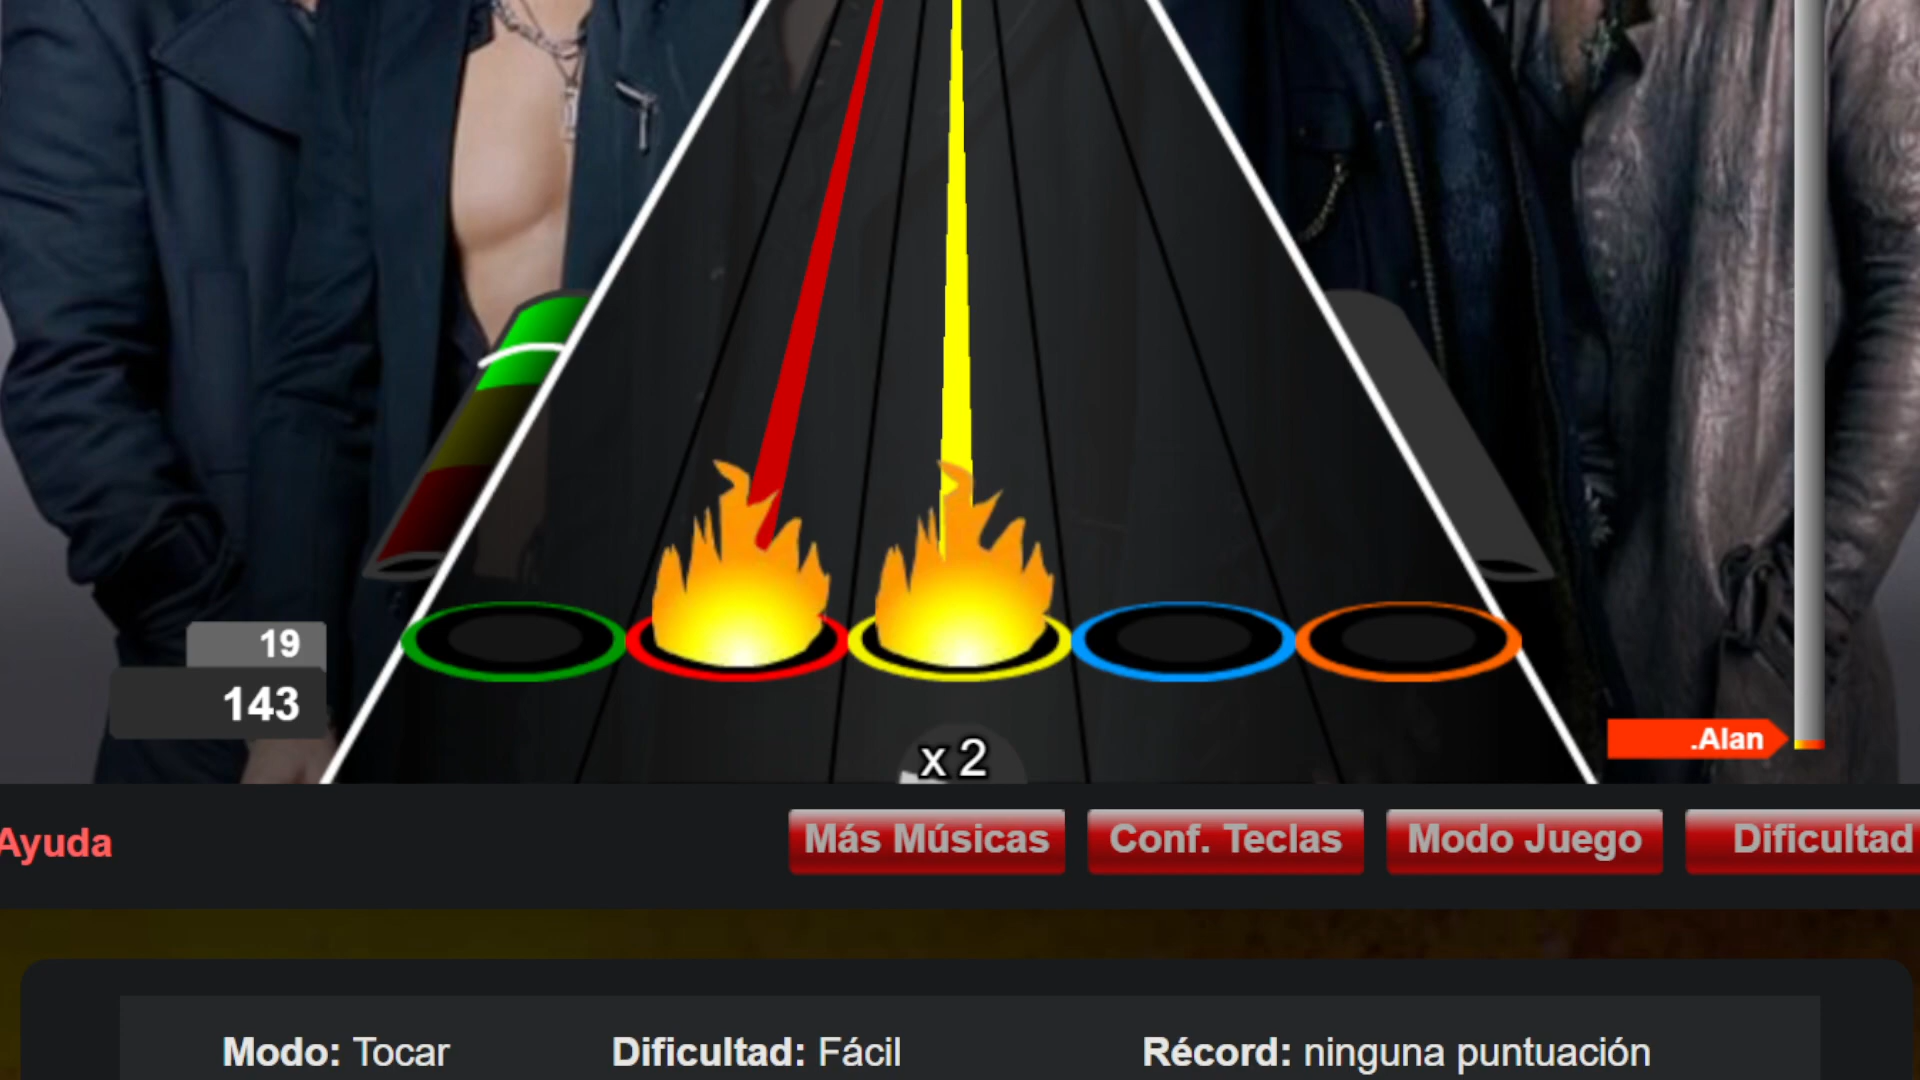 19
143
x 2
.Alan
Ayuda
Más Músicas
Conf. Teclas
Modo Juego
Dificultad
Modo: Tocar
Dificultad: Fácil
Récord: ninguna puntuación